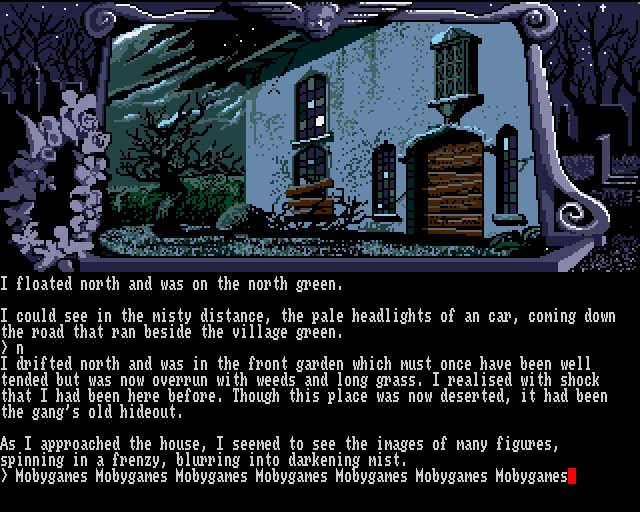 I floated north and was on the north green.
I could see in the misty distance, the pale headlights of an car, coming down
the road that ran beside the village green.
> n
I drifted north and was in the front garden which must once have been well
tended but was now overrun with weeds and long grass. I realised with shock
that I had been here before. Though this place was now deserted, it had been
the gang's old hideout.
As I approached the house, I seemed to see the images of many figures,
spinning in a frenzy, blurring into darkening mist.
> Mobygames Mobygames Mobygames Mobygames Mobygames Mobygames Mobygames